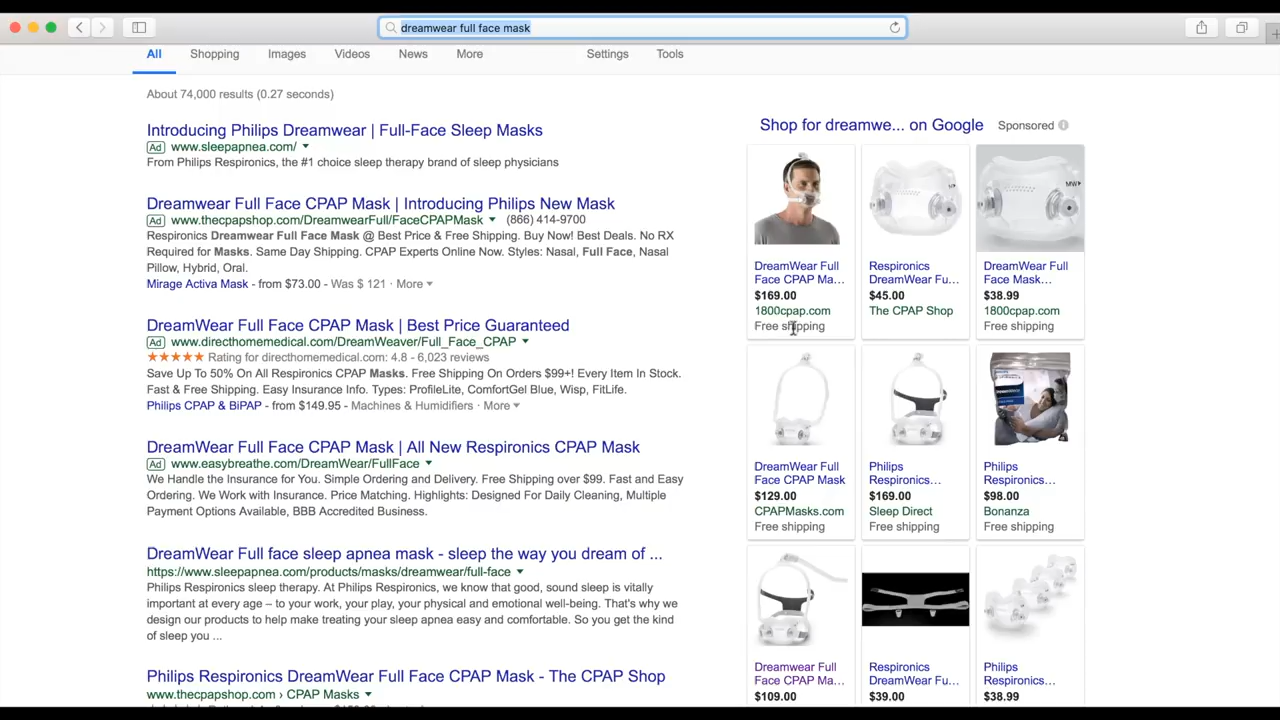 dreamwear full face mask
All Shopping Images Videos News More Settings Tools
About 74,000 results (0.27 seconds)
Introducing Philips Dreamwear | Full-Face Sleep Masks
Ad www.sleepapnea.com/
From Philips Respironics, the #1 choice sleep therapy brand of sleep physicians
Dreamwear Full Face CPAP Mask | Introducing Philips New Mask
Ad www.thecpapshop.com/DreamwearFull/FaceCPAPMask (866) 414-9700
Respironics Dreamwear Full Face Mask @ Best Price & Free Shipping. Buy Now! Best Deals. No RX
Required for Masks. Same Day Shipping. CPAP Experts Online Now. Styles: Nasal, Full Face, Nasal
Pillow, Hybrid, Oral.
Mirage Activa Mask - from $73.00 - Was $ 121 · More
DreamWear Full Face CPAP Mask | Best Price Guaranteed
Ad www.directhomemedical.com/DreamWeaver/Full_Face_CPAP
Rating for directhomemedical.com: 4.8 - 6,023 reviews
Save Up To 50% On All Respironics CPAP Masks. Free Shipping On Orders $99+! Every Item In Stock.
Fast & Free Shipping. Easy Insurance Info. Types: ProfileLite, ComfortGel Blue, Wisp, FitLife.
Philips CPAP & BiPAP - from $149.95 - Machines & Humidifiers · More
DreamWear Full Face CPAP Mask | All New Respironics CPAP Mask
Ad www.easybreathe.com/DreamWear/FullFace
We Handle the Insurance for You. Simple Ordering and Delivery. Free Shipping over $99. Fast and Easy
Ordering. We Work with Insurance. Price Matching. Highlights: Designed For Daily Cleaning, Multiple
Payment Options Available, BBB Accredited Business.
DreamWear Full face sleep apnea mask - sleep the way you dream of ...
https://www.sleepapnea.com/products/masks/dreamwear/full-face
Philips Respironics sleep therapy. At Philips Respironics, we know that good, sound sleep is vitally
important at every age – to your work, your play, your physical and emotional well-being. That's why we
design our products to help make treating your sleep apnea easy and comfortable. So you get the kind
of sleep you ...
Philips Respironics DreamWear Full Face CPAP Mask - The CPAP Shop
www.thecpapshop.com › CPAP Masks
Shop for dreamwe... on Google Sponsored
MW
DreamWear Full
Face CPAP Ma...
$169.00
1800cpap.com
Free shipping
Respironics
DreamWear Fu...
$45.00
The CPAP Shop
DreamWear Full
Face Mask...
$38.99
1800cpap.com
Free shipping
DreamWear Full
Face CPAP Mask
$129.00
CPAPMasks.com
Free shipping
Philips
Respironics...
$169.00
Sleep Direct
Free shipping
Philips
Respironics...
$98.00
Bonanza
Free shipping
Dreamwear Full
Face CPAP Ma...
$109.00
Respironics
DreamWear Fu...
$39.00
Philips
Respironics...
$38.99